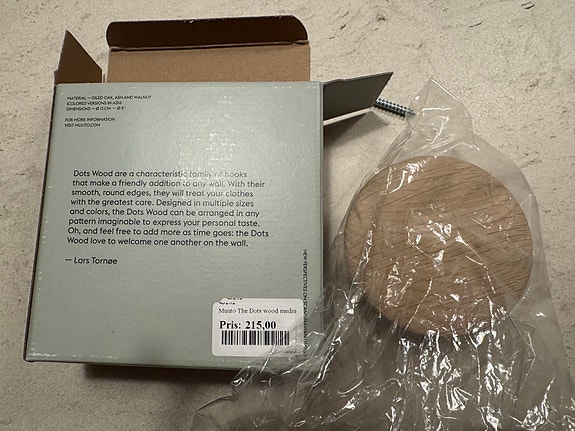 MATERIAL — OILED OAK, ASH AND WALNUT
(COLORED VERSIONS IN ASH)
DIMENSIONS — Ø 13 CM — Ø 5"
FOR MORE INFORMATION
VISIT MUUTO.COM
Dots Wood are a characteristic family of hooks
that make a friendly addition to any wall. With their
smooth, round edges, they will treat your clothes
with the greatest care. Designed in multiple sizes
and colors, the Dots Wood can be arranged in any
pattern imaginable to express your personal taste.
Oh, and feel free to add more as time goes: the Dots
Wood love to welcome one another on the wall.
— Lars Tornøe
NEW PERSPECTIVES ON
Muuto The Dots wood mediu
Pris: 215,00